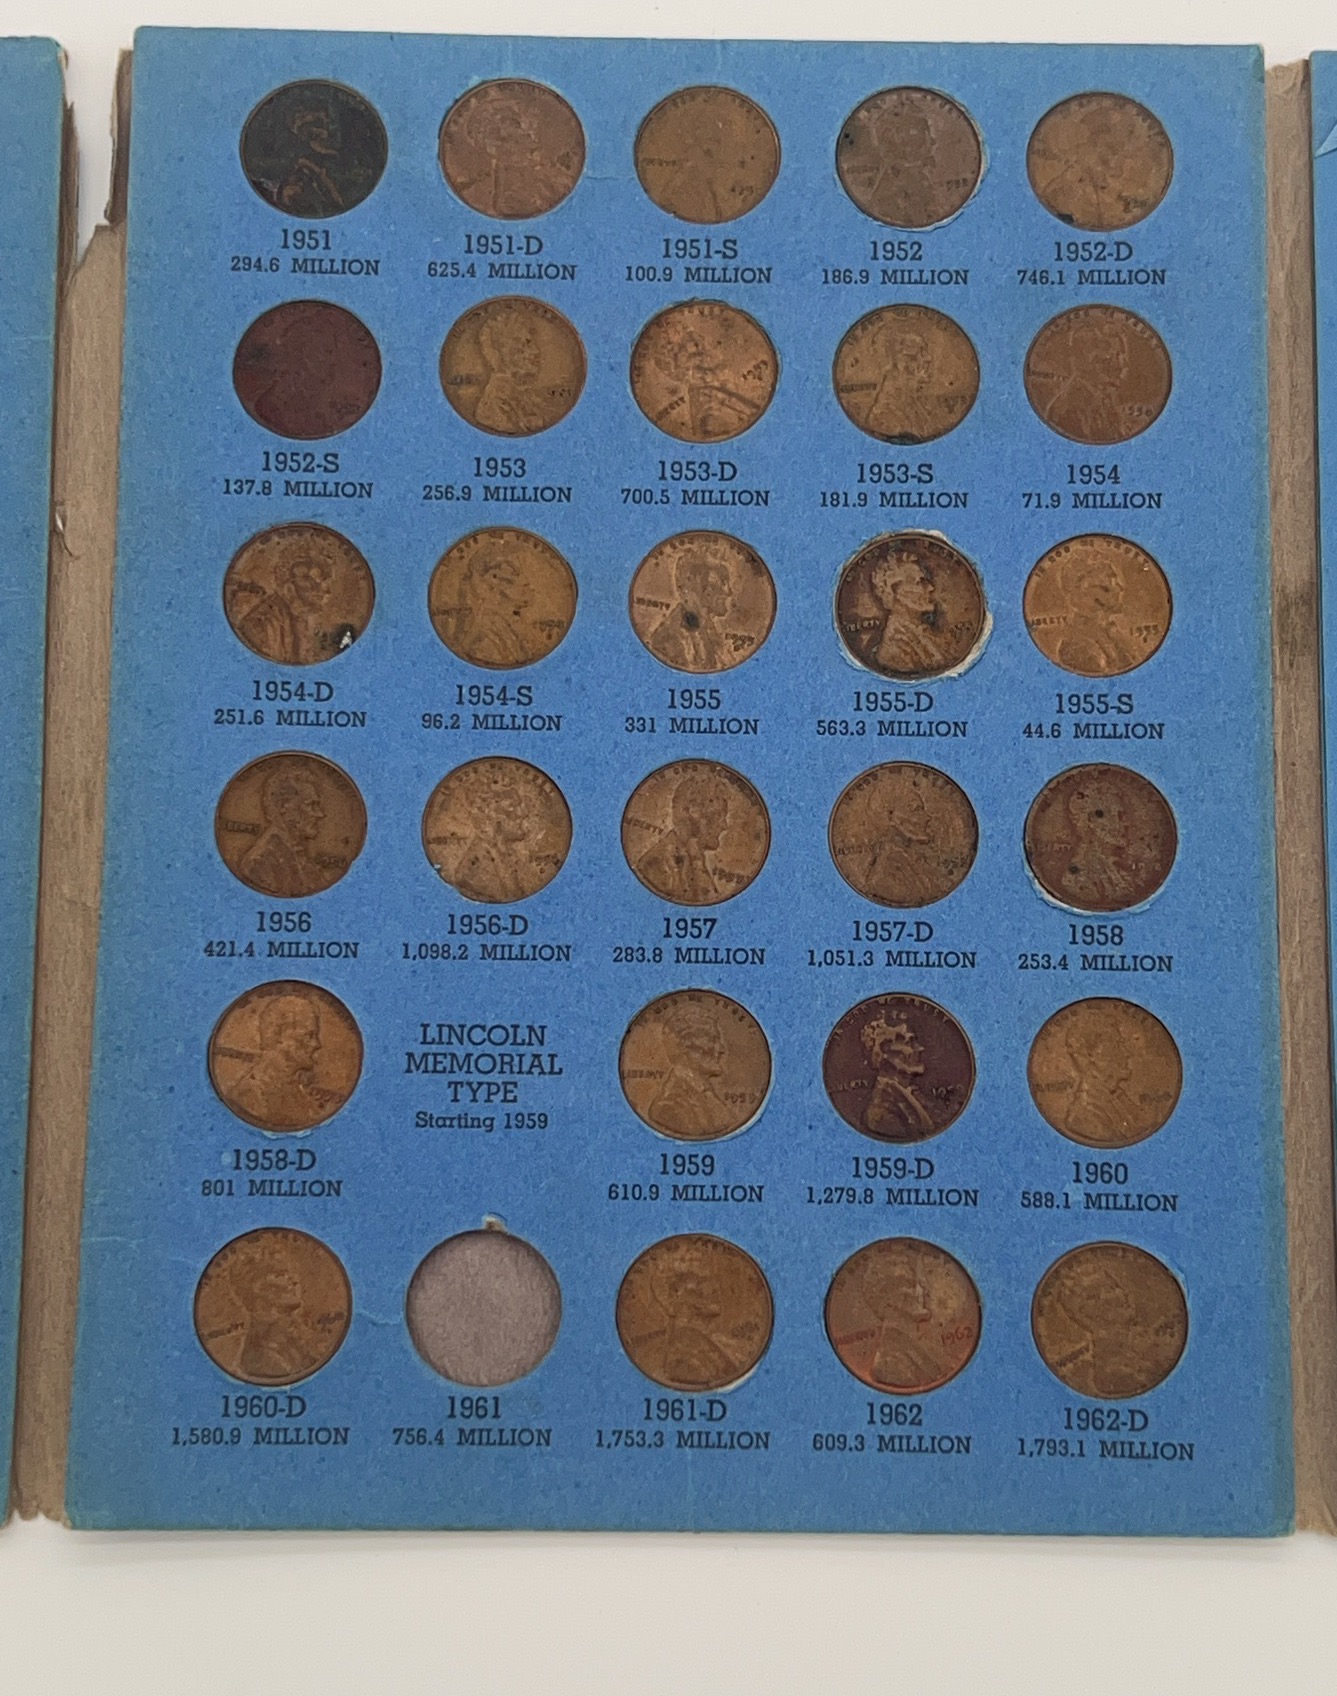 1951
294.6 MILLION
1951-D
625.4 MILLION
1951-S
100.9 MILLION
1952
186.9 MILLION
1952-D
746.1 MILLION
1952-S
137.8 MILLION
1953
256.9 MILLION
1953-D
700.5 MILLION
1953-S
181.9 MILLION
1954
71.9 MILLION
1954-D
251.6 MILLION
1954-S
96.2 MILLION
1955
331 MILLION
1955-D
563.3 MILLION
1955-S
44.6 MILLION
1956
421.4 MILLION
1956-D
1,098.2 MILLION
1957
283.8 MILLION
1957-D
1,051.3 MILLION
1958
253.4 MILLION
1958-D
801 MILLION
LINCOLN
MEMORIAL
TYPE
Starting 1959
1959
610.9 MILLION
1959-D
1,279.8 MILLION
1960
588.1 MILLION
1960-D
1,580.9 MILLION
1961
756.4 MILLION
1961-D
1,753.3 MILLION
1962
609.3 MILLION
1962-D
1,793.1 MILLION